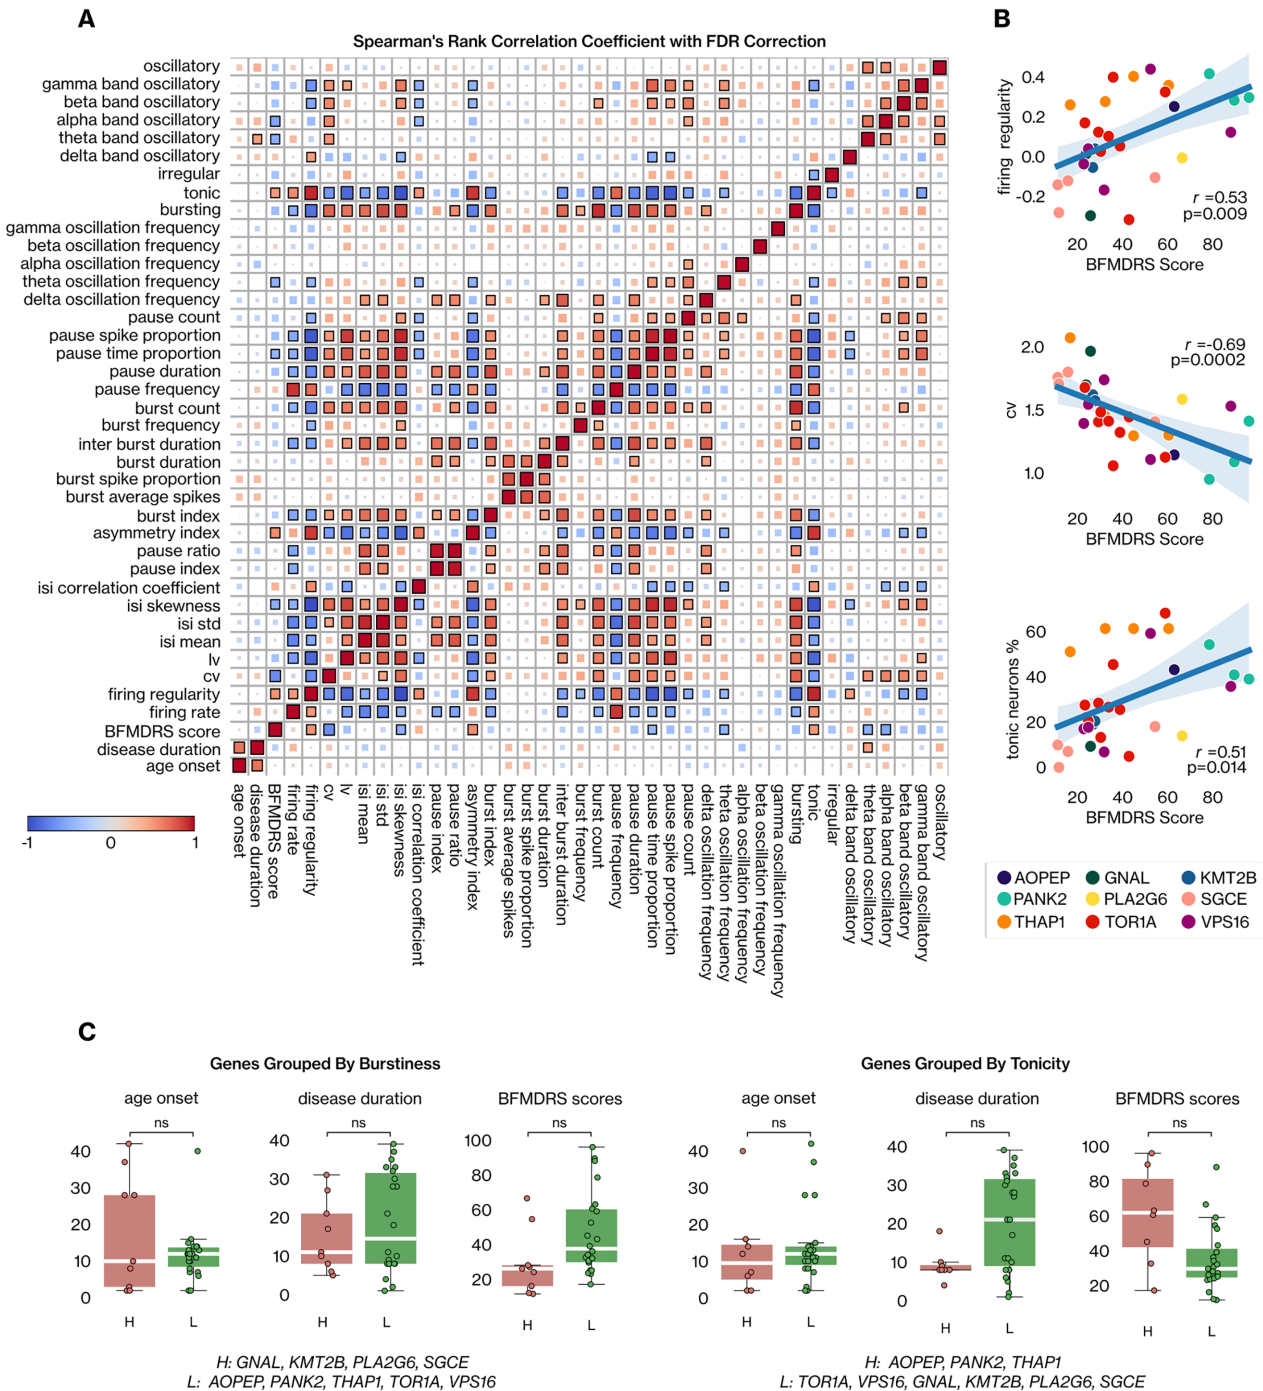 A
Spearman's Rank Correlation Coefficient with FDR Correction
oscillatory
gamma band oscillatory
beta band oscillatory
alpha band oscillatory
theta band oscillatory
delta band oscillatory
irregular
tonic
bursting
gamma oscillation frequency
beta oscillation frequency
alpha oscillation frequency
theta oscillation frequency
delta oscillation frequency
pause count
pause spike proportion
pause time proportion
pause duration
pause frequency
burst count
burst frequency
inter burst duration
burst duration
burst spike proportion
burst average spikes
burst index
asymmetry index
pause ratio
pause index
isi correlation coefficient
isi skewness
isi std
isi mean
lv
cv
firing regularity
firing rate
BFMDRS score
disease duration
age onset
age onset
disease duration
BFMDRS score
firing rate
firing regularity
cv
lv
isi mean
isi std
isi skewness
isi correlation coefficient
pause index
pause ratio
asymmetry index
burst index
burst average spikes
burst spike proportion
burst duration
inter burst duration
burst frequency
burst count
pause frequency
pause duration
pause time proportion
pause spike proportion
pause count
delta oscillation frequency
theta oscillation frequency
alpha oscillation frequency
beta oscillation frequency
gamma oscillation frequency
bursting
tonic
irregular
delta band oscillatory
theta band oscillatory
alpha band oscillatory
beta band oscillatory
gamma band oscillatory
oscillatory
-1 0 1
B
firing regularity
0.4
0.2
0.0
-0.2
r =0.53
p=0.009
20 40 60 80
BFMDRS Score
cv
2.0
1.5
1.0
r =-0.69
p=0.0002
20 40 60 80
BFMDRS Score
tonic neurons %
60
40
20
0
r =0.51
p=0.014
20 40 60 80
BFMDRS Score
AOPEP GNAL KMT2B
PANK2 PLA2G6 SGCE
THAP1 TOR1A VPS16
C
Genes Grouped By Burstiness
age onset
ns
40
30
20
10
0
H L
disease duration
ns
40
30
20
10
0
H L
BFMDRS scores
ns
100
80
60
40
20
H L
H: GNAL, KMT2B, PLA2G6, SGCE
L: AOPEP, PANK2, THAP1, TOR1A, VPS16
Genes Grouped By Tonicity
age onset
ns
40
30
20
10
0
H L
disease duration
ns
40
30
20
10
0
H L
BFMDRS scores
ns
100
80
60
40
20
H L
H: AOPEP, PANK2, THAP1
L: TOR1A, VPS16, GNAL, KMT2B, PLA2G6, SGCE